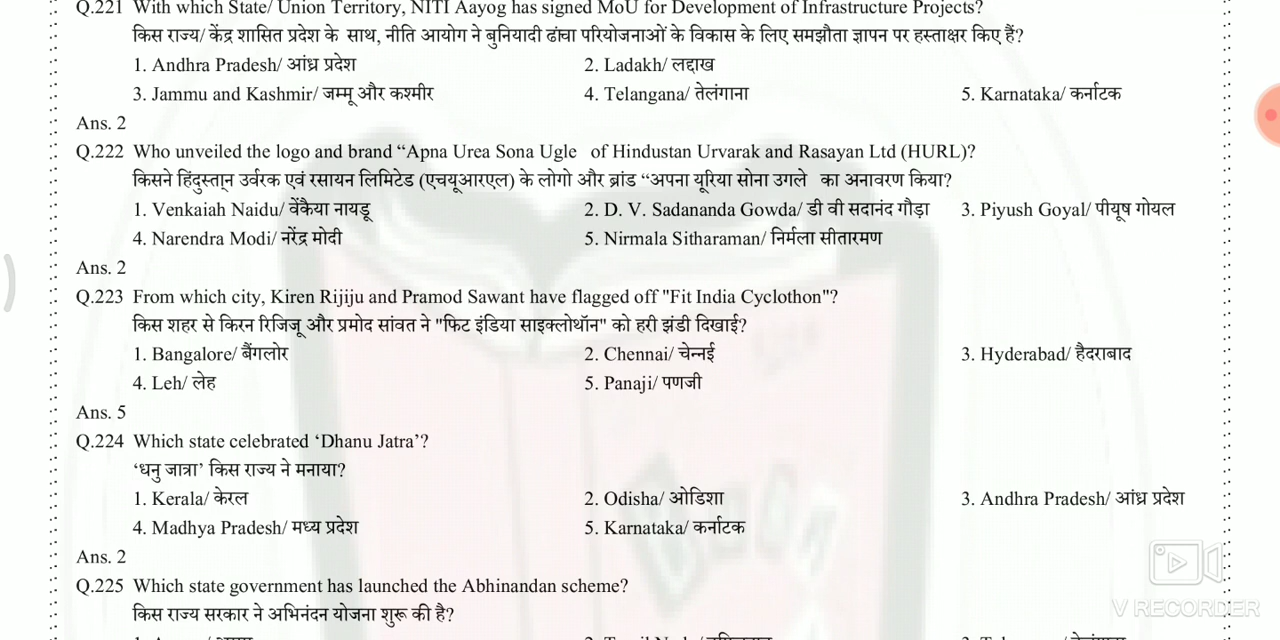 Q.221 With which State/ Union Territory, NITI Aayog has signed MoU for Development of Infrastructure Projects?
किस राज्य/ केंद्र शासित प्रदेश के साथ, नीति आयोग ने बुनियादी ढांचा परियोजनाओं के विकास के लिए समझौता ज्ञापन पर हस्ताक्षर किए हैं?
1. Andhra Pradesh/ आंध्र प्रदेश 2. Ladakh/ लद्दाख
3. Jammu and Kashmir/ जम्मू और कश्मीर 4. Telangana/ तेलंगाना 5. Karnataka/ कर्नाटक
Ans. 2
Q.222 Who unveiled the logo and brand “Apna Urea Sona Ugle of Hindustan Urvarak and Rasayan Ltd (HURL)?
किसने हिंदुस्तान् उर्वरक एवं रसायन लिमिटेड (एचयूआरएल) के लोगो और ब्रांड “अपना यूरिया सोना उगले का अनावरण किया?
1. Venkaiah Naidu/ वेंकैया नायडू 2. D. V. Sadananda Gowda/ डी वी सदानंद गौड़ा 3. Piyush Goyal/ पीयूष गोयल
4. Narendra Modi/ नरेंद्र मोदी 5. Nirmala Sitharaman/ निर्मला सीतारमण
Ans. 2
Q.223 From which city, Kiren Rijiju and Pramod Sawant have flagged off "Fit India Cyclothon"?
किस शहर से किरन रिजिजू और प्रमोद सांवत ने "फिट इंडिया साइक्लोथॉन" को हरी झंडी दिखाई?
1. Bangalore/ बैंगलोर 2. Chennai/ चेन्नई 3. Hyderabad/ हैदराबाद
4. Leh/ लेह 5. Panaji/ पणजी
Ans. 5
Q.224 Which state celebrated ‘Dhanu Jatra’?
‘धनु जात्रा’ किस राज्य ने मनाया?
1. Kerala/ केरल 2. Odisha/ ओडिशा 3. Andhra Pradesh/ आंध्र प्रदेश
4. Madhya Pradesh/ मध्य प्रदेश 5. Karnataka/ कर्नाटक
Ans. 2
Q.225 Which state government has launched the Abhinandan scheme?
किस राज्य सरकार ने अभिनंदन योजना शुरू की है?
V RECORDER